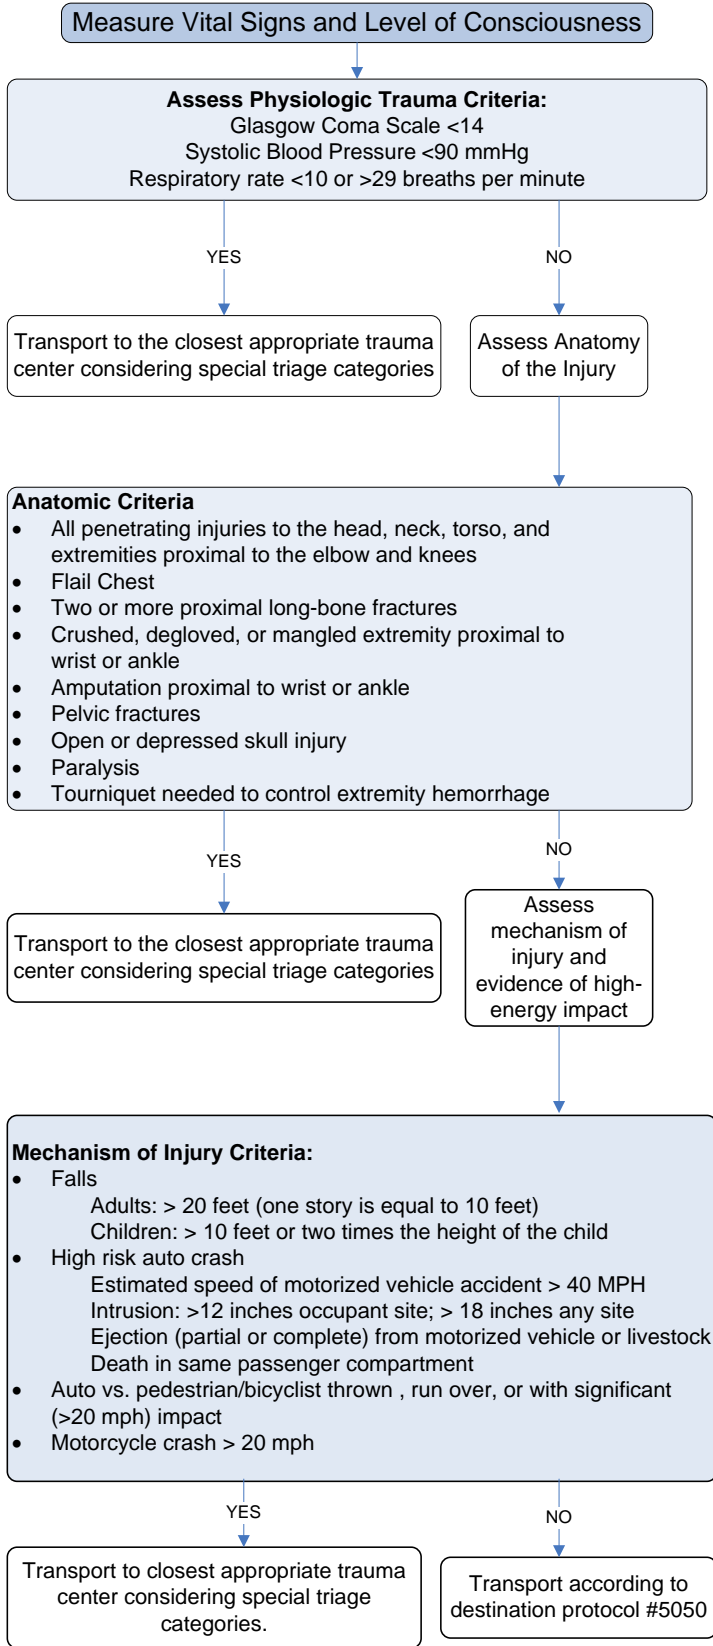 Measure Vital Signs and Level of Consciousness
Assess Physiologic Trauma Criteria:
Glasgow Coma Scale <14
Systolic Blood Pressure <90 mmHg
Respiratory rate <10 or >29 breaths per minute
YES
NO
Transport to the closest appropriate trauma
center considering special triage categories
Assess Anatomy
of the Injury
Anatomic Criteria
• All penetrating injuries to the head, neck, torso, and
extremities proximal to the elbow and knees
• Flail Chest
• Two or more proximal long-bone fractures
• Crushed, degloved, or mangled extremity proximal to
wrist or ankle
• Amputation proximal to wrist or ankle
• Pelvic fractures
• Open or depressed skull injury
• Paralysis
• Tourniquet needed to control extremity hemorrhage
YES
NO
Transport to the closest appropriate trauma
center considering special triage categories
Assess
mechanism of
injury and
evidence of high-
energy impact
Mechanism of Injury Criteria:
• Falls
Adults: > 20 feet (one story is equal to 10 feet)
Children: > 10 feet or two times the height of the child
• High risk auto crash
Estimated speed of motorized vehicle accident > 40 MPH
Intrusion: >12 inches occupant site; > 18 inches any site
Ejection (partial or complete) from motorized vehicle or livestock
Death in same passenger compartment
• Auto vs. pedestrian/bicyclist thrown , run over, or with significant
(>20 mph) impact
• Motorcycle crash > 20 mph
YES
NO
Transport to closest appropriate trauma
center considering special triage
categories.
Transport according to
destination protocol #5050